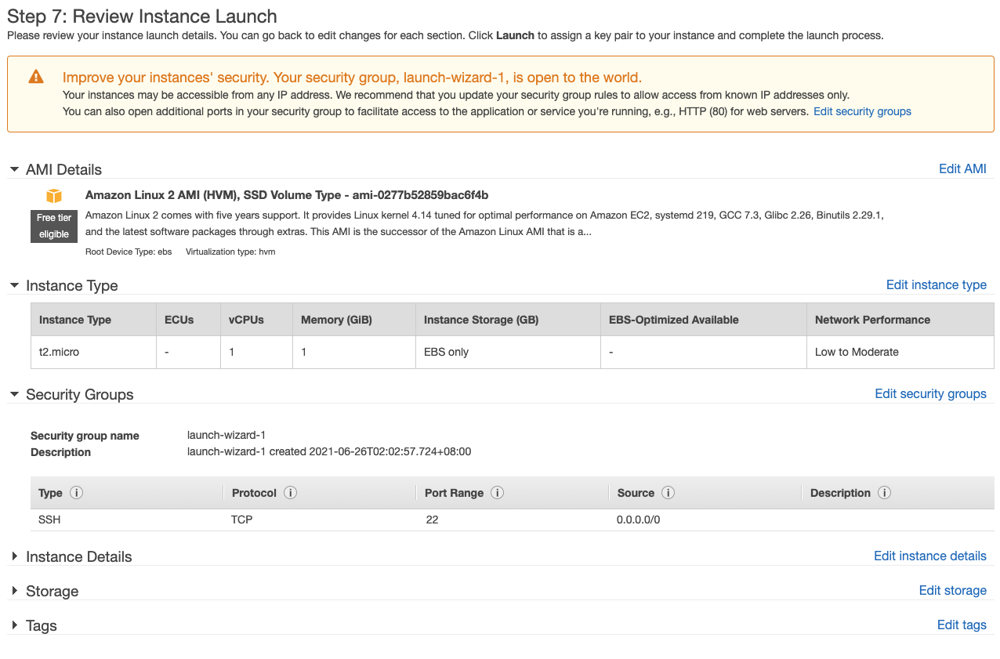 Step 7: Review Instance Launch
Please review your instance launch details. You can go back to edit changes for each section. Click Launch to assign a key pair to your instance and complete the launch process.
Improve your instances' security. Your security group, launch-wizard-1, is open to the world.
Your instances may be accessible from any IP address. We recommend that you update your security group rules to allow access from known IP addresses only.
You can also open additional ports in your security group to facilitate access to the application or service you're running, e.g., HTTP (80) for web servers. Edit security groups
AMI Details Edit AMI
Amazon Linux 2 AMI (HVM), SSD Volume Type - ami-0277b52859bac6f4b
Free tier
eligible
Amazon Linux 2 comes with five years support. It provides Linux kernel 4.14 tuned for optimal performance on Amazon EC2, systemd 219, GCC 7.3, Glibc 2.26, Binutils 2.29.1,
and the latest software packages through extras. This AMI is the successor of the Amazon Linux AMI that is a...
Root Device Type: ebs Virtualization type: hvm
Instance Type Edit instance type
Instance Type ECUs vCPUs Memory (GiB) Instance Storage (GB) EBS-Optimized Available Network Performance
t2.micro - 1 1 EBS only - Low to Moderate
Security Groups Edit security groups
Security group name launch-wizard-1
Description launch-wizard-1 created 2021-06-26T02:02:57.724+08:00
Type Protocol Port Range Source Description
SSH TCP 22 0.0.0.0/0
Instance Details Edit instance details
Storage Edit storage
Tags Edit tags